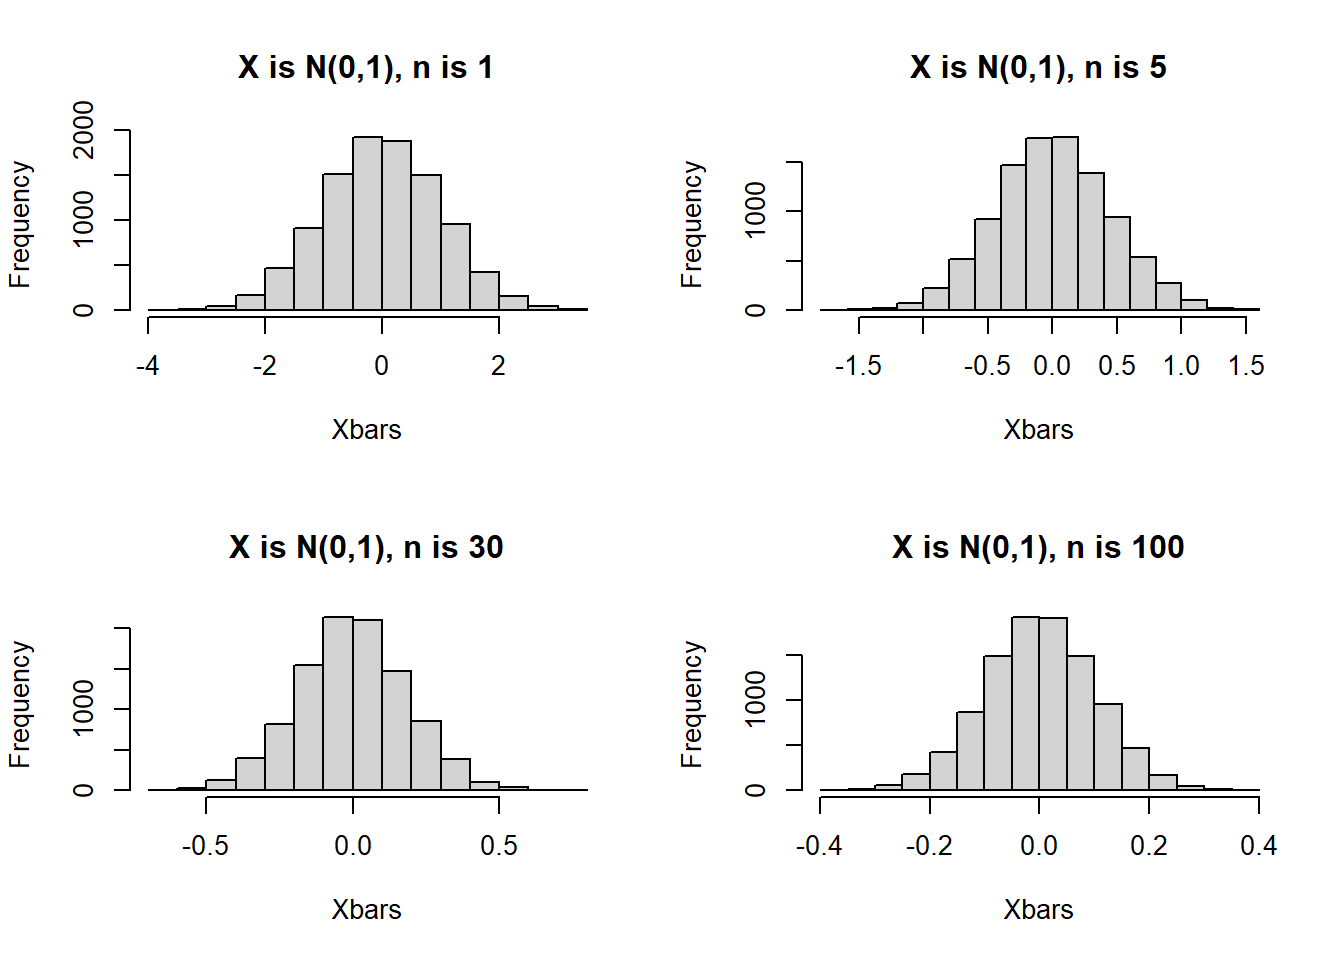 X is N(0,1), n is 1
Frequency
0 1000 2000
-4 -2 0 2
Xbars
X is N(0,1), n is 5
Frequency
0 1000
-1.5 -0.5 0.0 0.5 1.0 1.5
Xbars
X is N(0,1), n is 30
Frequency
0 1000
-0.5 0.0 0.5
Xbars
X is N(0,1), n is 100
Frequency
0 1000
-0.4 -0.2 0.0 0.2 0.4
Xbars